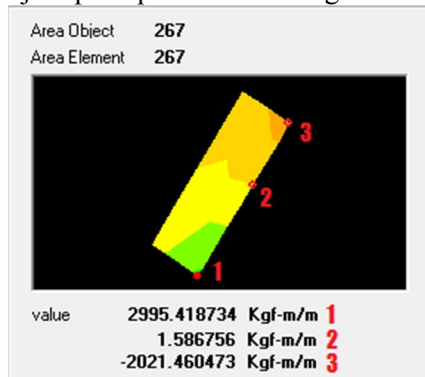 Area Object 267
Area Element 267
3
2
1
value 2995.418734 Kgf-m/m 1
1.586756 Kgf-m/m 2
-2021.460473 Kgf-m/m 3